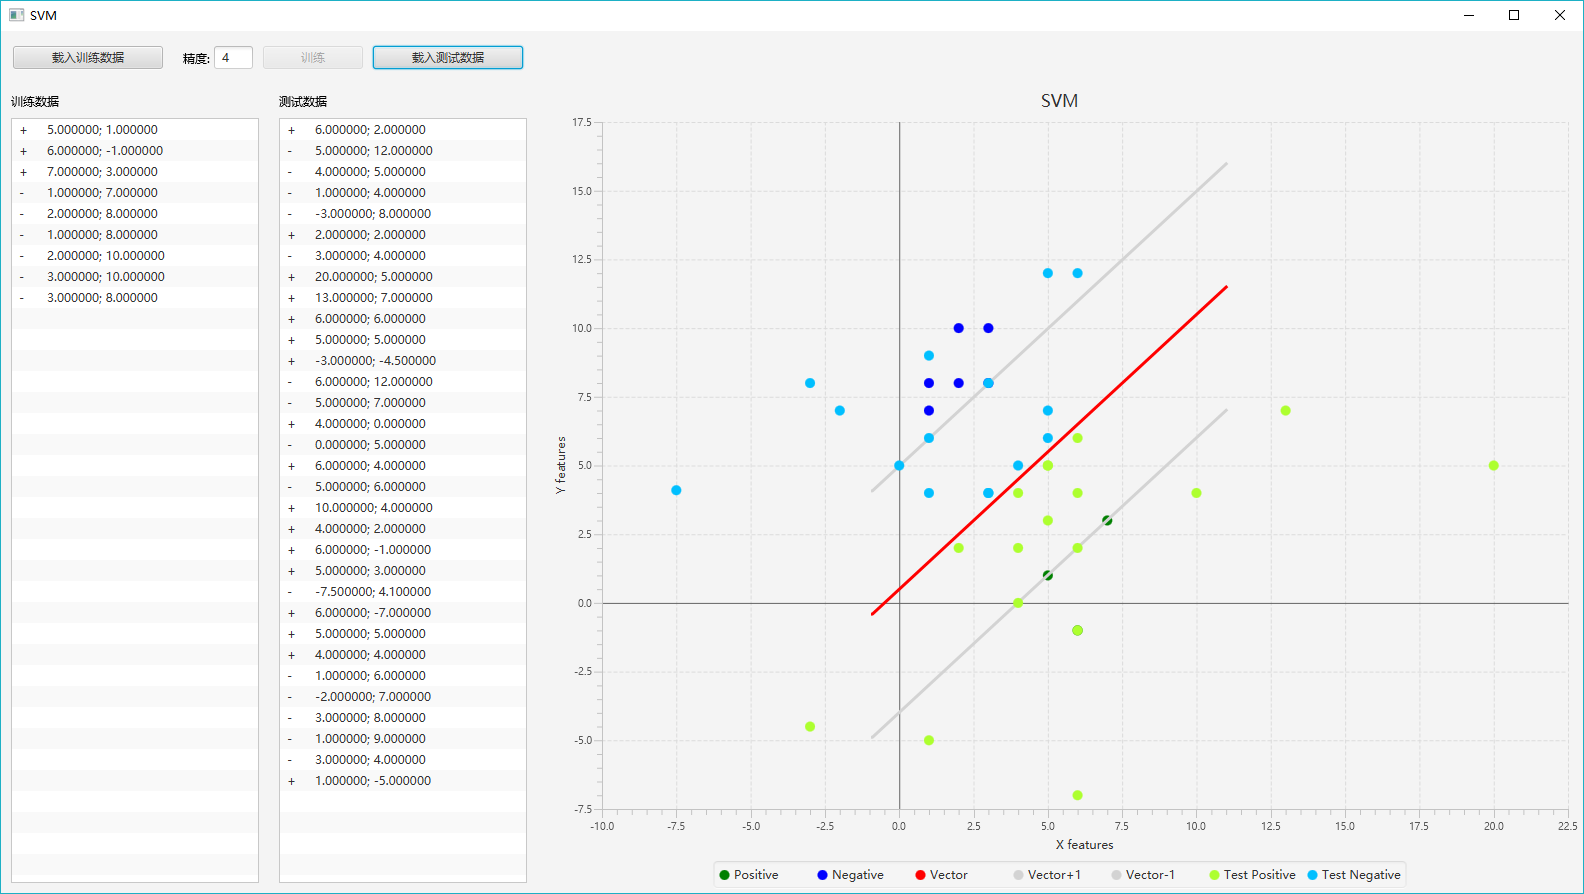 SVM
载入训练数据 精度: 4 训练 载入测试数据
训练数据
+ 5.000000; 1.000000
+ 6.000000; -1.000000
+ 7.000000; 3.000000
- 1.000000; 7.000000
- 2.000000; 8.000000
- 1.000000; 8.000000
- 2.000000; 10.000000
- 3.000000; 10.000000
- 3.000000; 8.000000
测试数据
+ 6.000000; 2.000000
- 5.000000; 12.000000
- 4.000000; 5.000000
- 1.000000; 4.000000
- -3.000000; 8.000000
+ 2.000000; 2.000000
- 3.000000; 4.000000
+ 20.000000; 5.000000
+ 13.000000; 7.000000
+ 6.000000; 6.000000
+ 5.000000; 5.000000
+ -3.000000; -4.500000
- 6.000000; 12.000000
- 5.000000; 7.000000
+ 4.000000; 0.000000
- 0.000000; 5.000000
+ 6.000000; 4.000000
- 5.000000; 6.000000
+ 10.000000; 4.000000
+ 4.000000; 2.000000
+ 6.000000; -1.000000
+ 5.000000; 3.000000
- -7.500000; 4.100000
+ 6.000000; -7.000000
+ 5.000000; 5.000000
+ 4.000000; 4.000000
- 1.000000; 6.000000
- -2.000000; 7.000000
- 3.000000; 8.000000
- 1.000000; 9.000000
- 3.000000; 4.000000
+ 1.000000; -5.000000
SVM
17.5
15.0
12.5
10.0
7.5
5.0
2.5
0.0
-2.5
-5.0
-7.5
Y features
-10.0 -7.5 -5.0 -2.5 0.0 2.5 5.0 7.5 10.0 12.5 15.0 17.5 20.0 22.5
X features
Positive Negative Vector Vector+1 Vector-1 Test Positive Test Negative